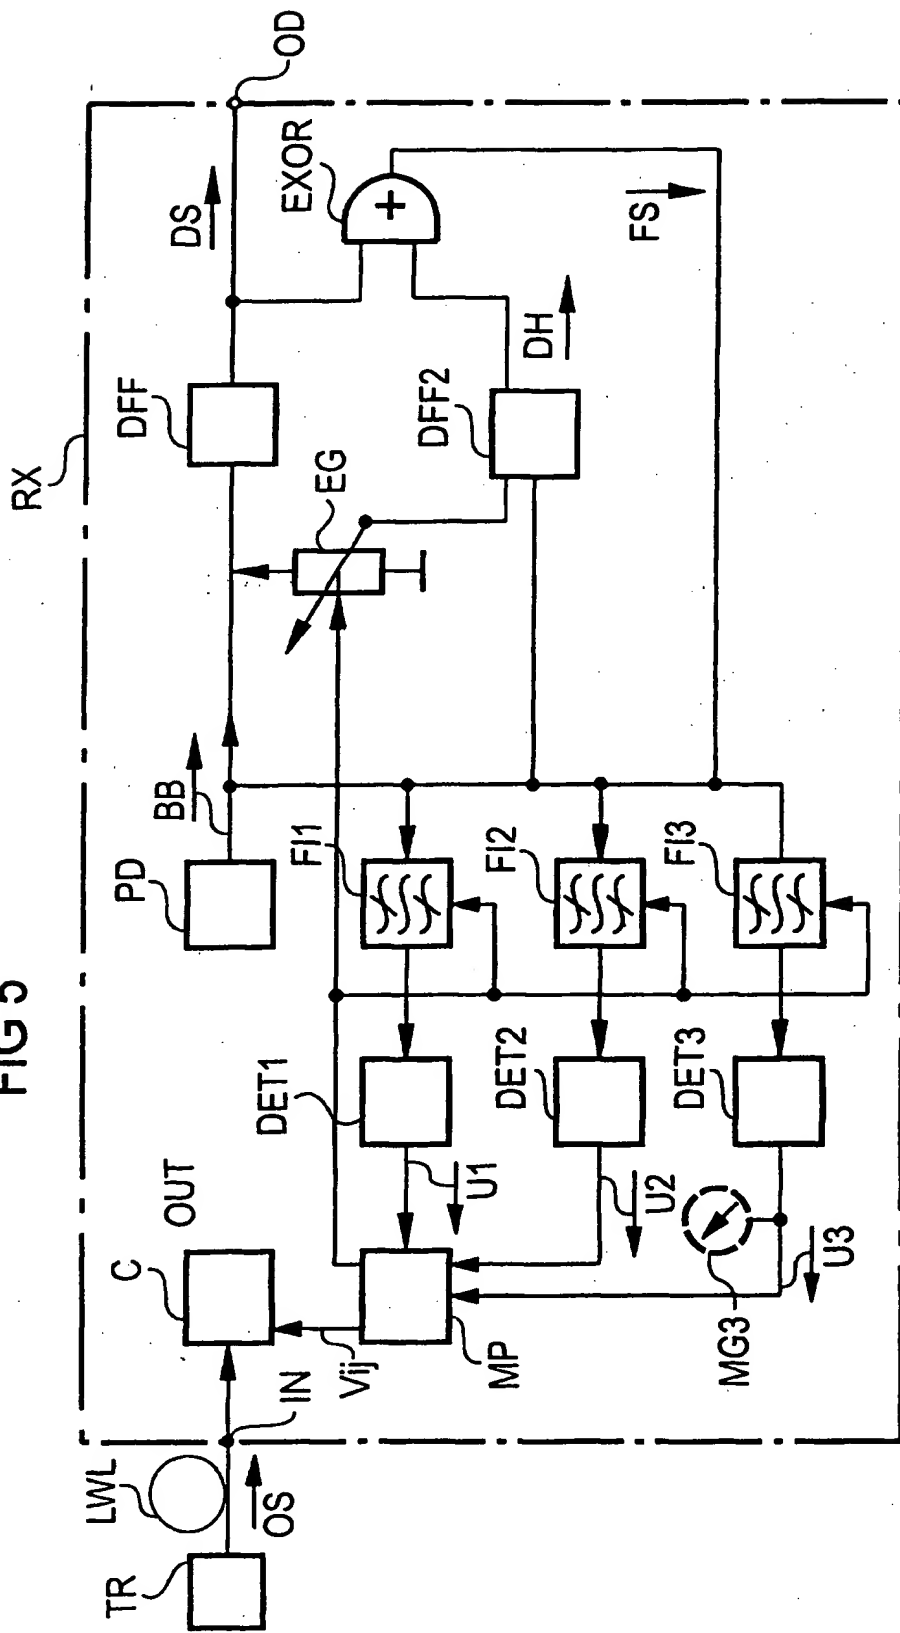 FIG 5
TR
LWL
OS
IN
RX
C
OUT
PD
BB
DFF
DS
OD
Vij
MP
DET1
U1
FI1
EG
EXOR
+
DET2
U2
FI2
DFF2
DH
FS
MG3
U3
DET3
FI3